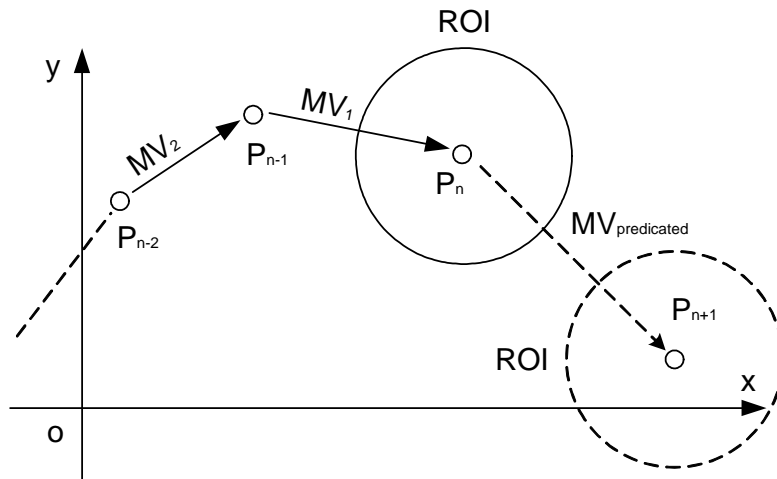 ROI
y
MV1
MV2
Pn-1
Pn
Pn-2
MVpredicated
Pn+1
ROI
x
o